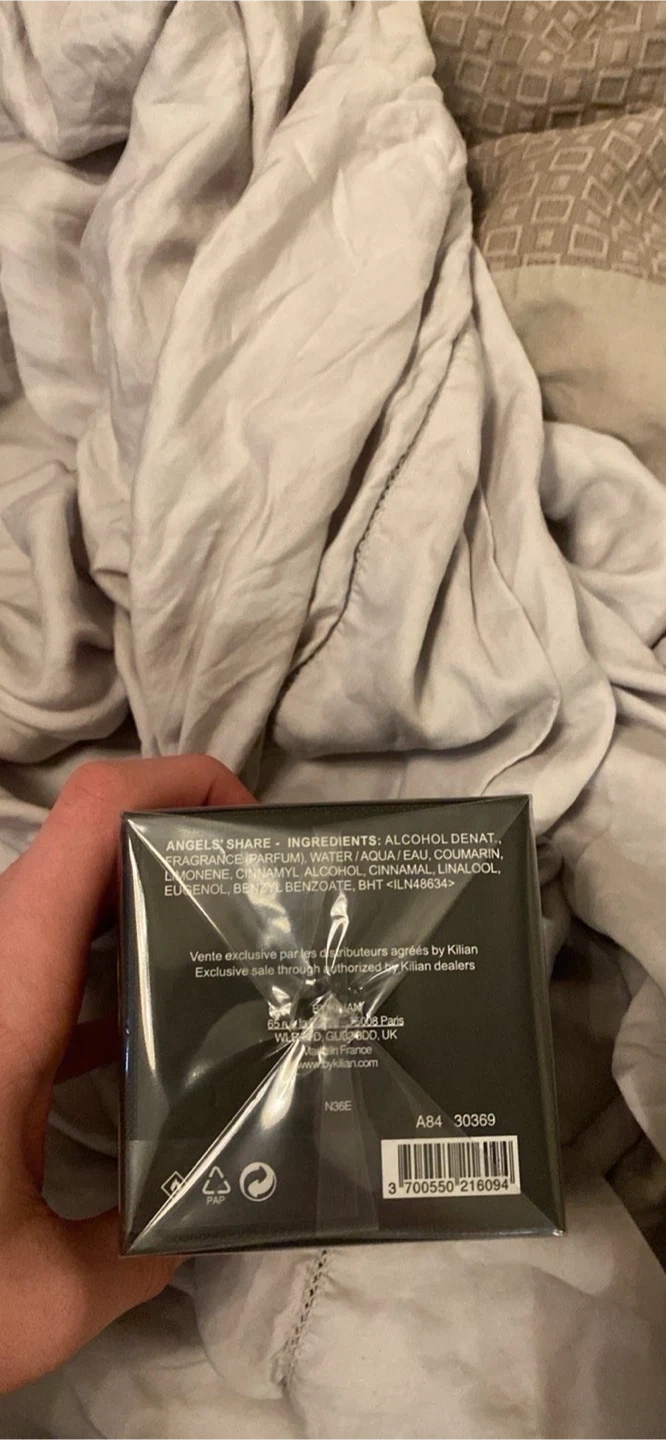 ANGELS' SHARE - INGREDIENTS: ALCOHOL DENAT.,
FRAGRANCE (PARFUM), WATER / AQUA / EAU, COUMARIN,
LIMONENE, CINNAMYL ALCOHOL, CINNAMAL, LINALOOL,
EUGENOL, BENZYL BENZOATE, BHT <ILN48634>
Vente exclusive par les distributeurs agréés by Kilian
Exclusive sale through authorized by Kilian dealers
65 Paris
UK
Made in France
www.bykilian.com
N36E
A84 30369
PAP
3 700550 216094